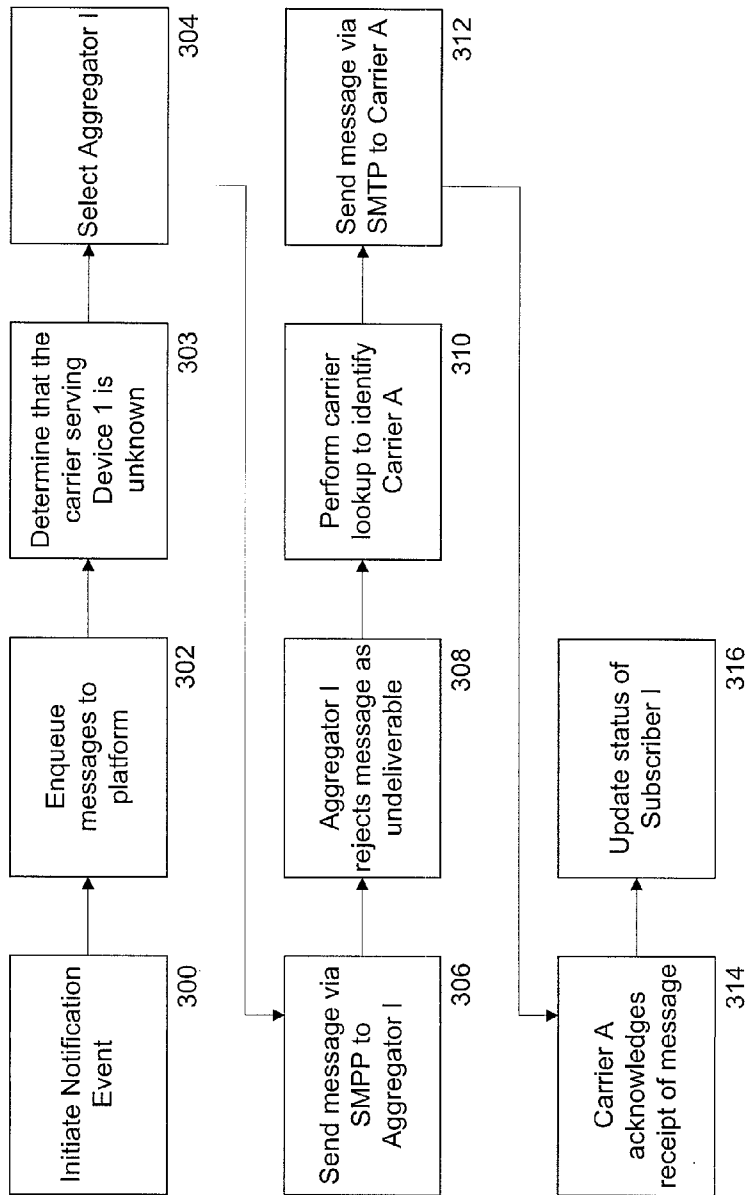 Initiate Notification
Event
300
Enqueue
messages to
platform
302
Determine that the
carrier serving
Device 1 is
unknown
303
Select Aggregator I
304
Send message via
SMPP to
Aggregator I
306
Aggregator I
rejects message as
undeliverable
308
Perform carrier
lookup to identify
Carrier A
310
Send message via
SMTP to Carrier A
312
Carrier A
acknowledges
receipt of message
314
Update status of
Subscriber I
316